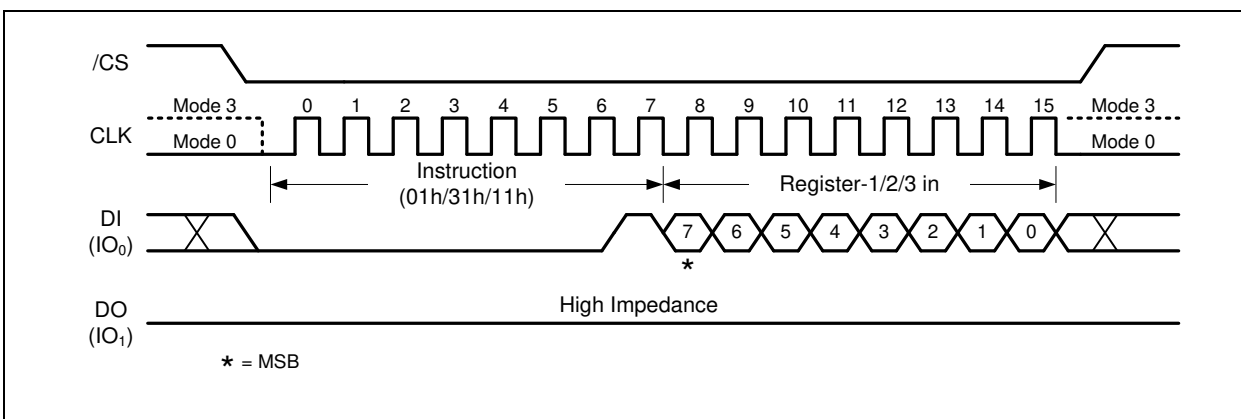 /CS
Mode 3 0 1 2 3 4 5 6 7 8 9 10 11 12 13 14 15 Mode 3
CLK
Mode 0 Mode 0
Instruction
(01h/31h/11h)
Register-1/2/3 in
DI
(IO₀)
7 6 5 4 3 2 1 0
*
High Impedance
DO
(IO₁)
* = MSB